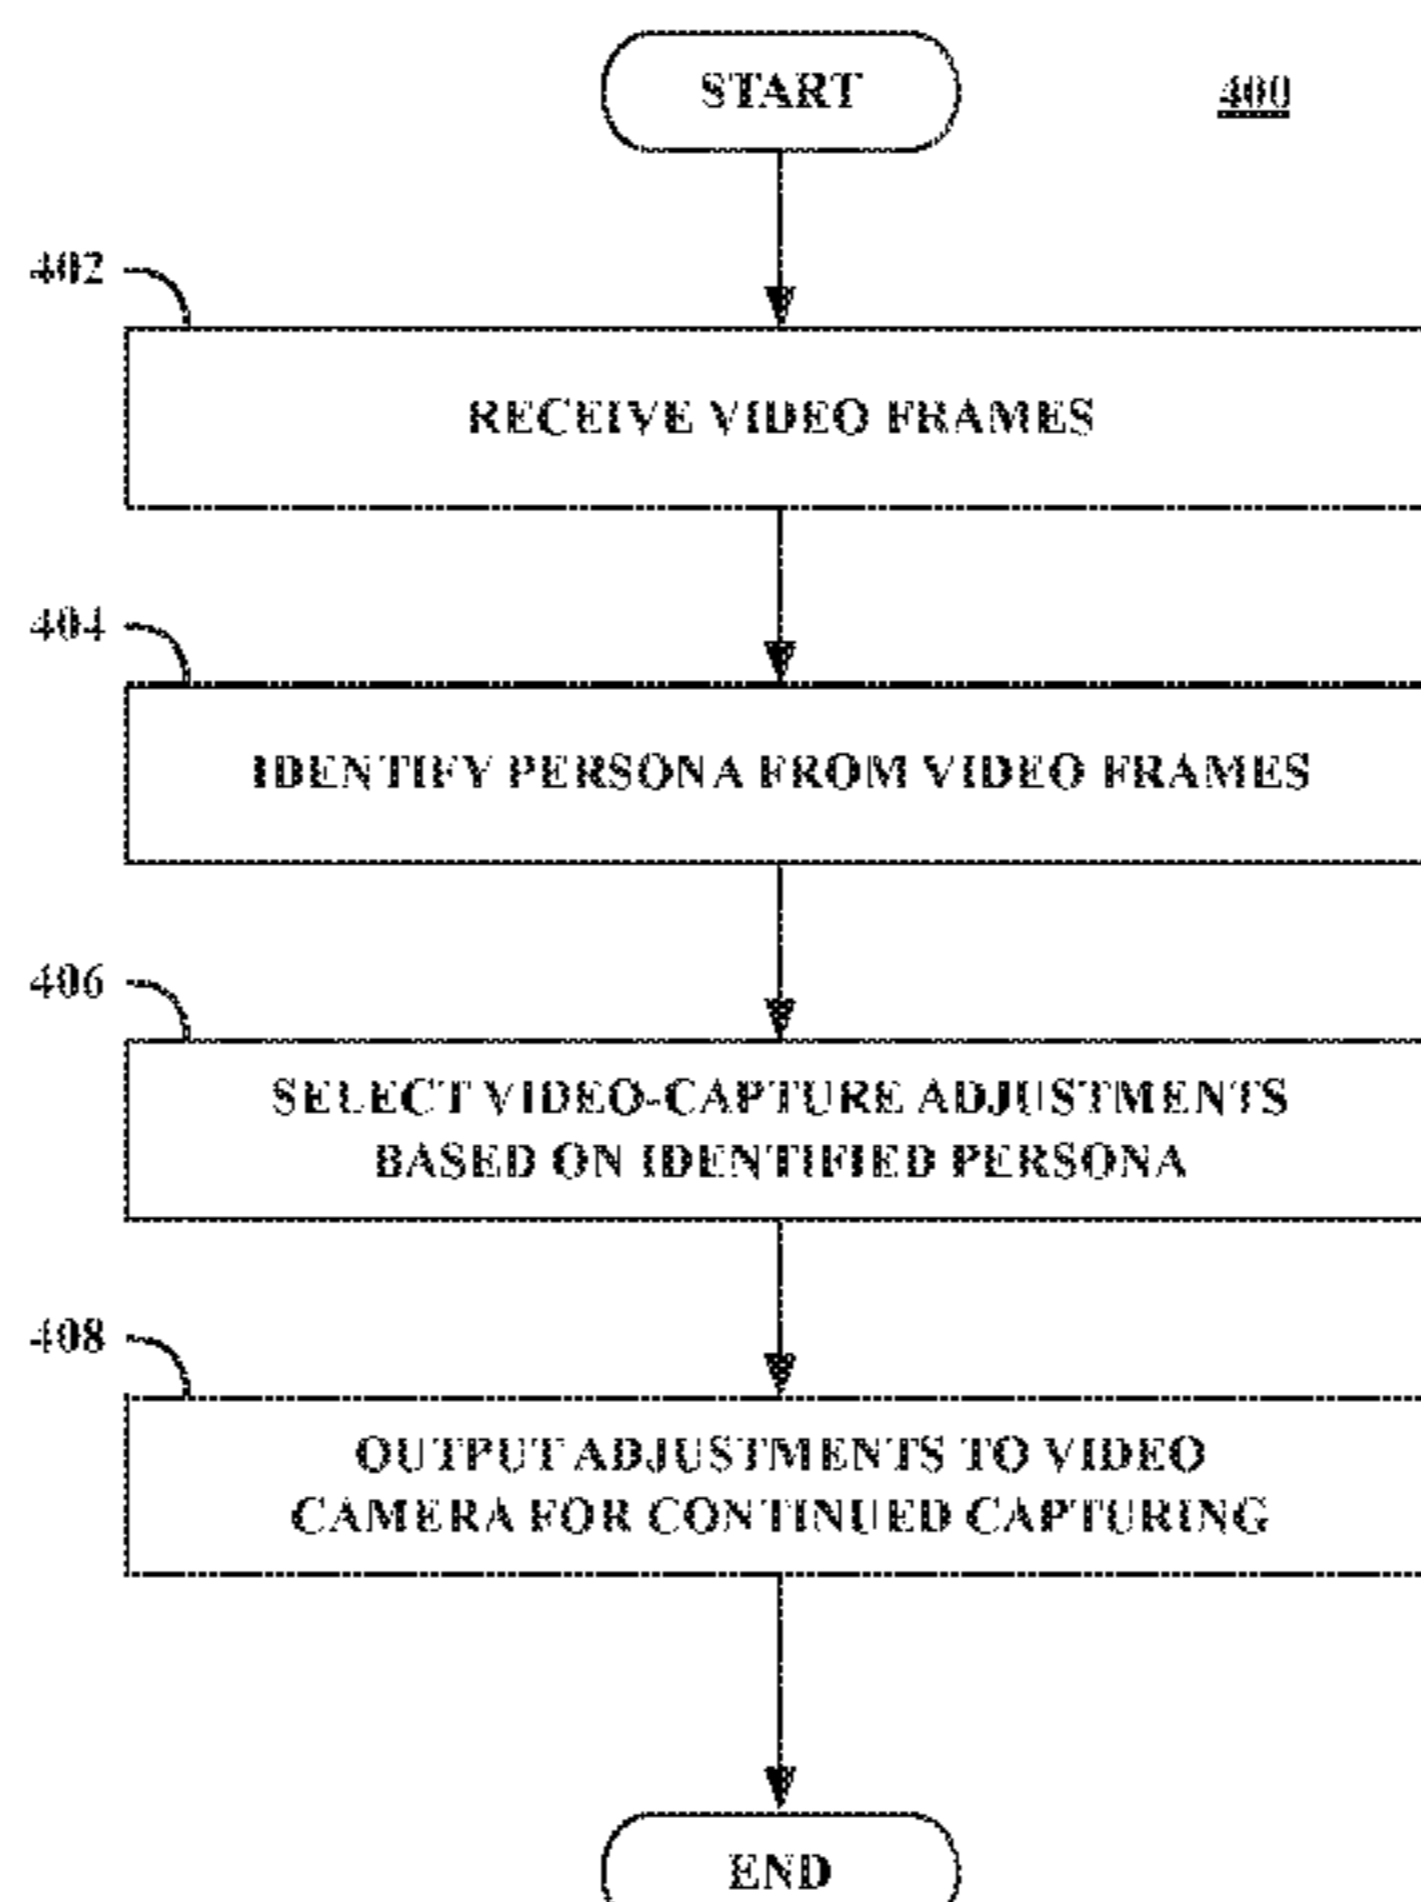 START
400
402
RECEIVE VIDEO FRAMES
404
IDENTIFY PERSONA FROM VIDEO FRAMES
406
SELECT VIDEO-CAPTURE ADJUSTMENTS
BASED ON IDENTIFIED PERSONA
408
OUTPUT ADJUSTMENTS TO VIDEO
CAMERA FOR CONTINUED CAPTURING
END